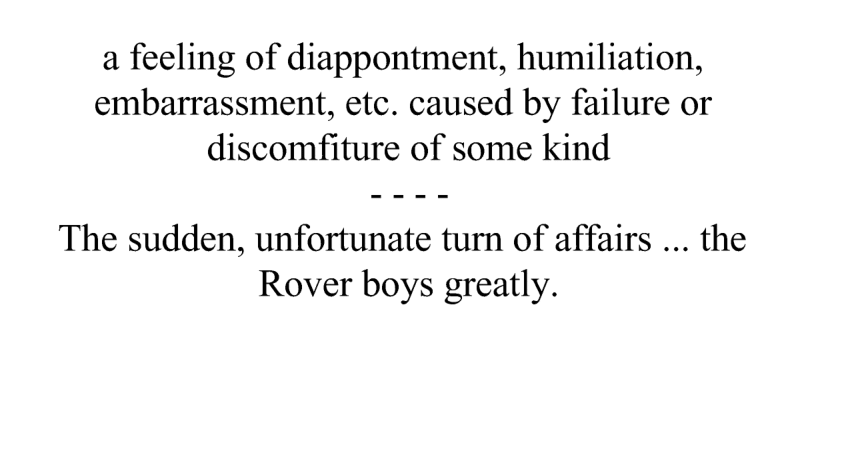 a feeling of diappontment, humiliation,
embarrassment, etc. caused by failure or
discomfiture of some kind
- - - -
The sudden, unfortunate turn of affairs ... the
Rover boys greatly.